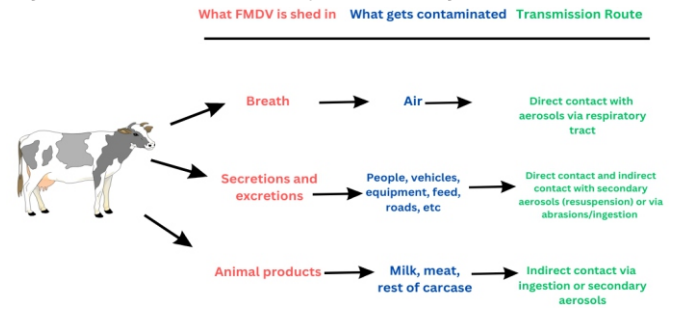 What FMDV is shed in What gets contaminated Transmission Route
Breath
Air
Direct contact with
aerosols via respiratory
tract
Secretions and
excretions
People, vehicles,
equipment, feed,
roads, etc
Direct contact and indirect
contact with secondary
aerosols (resuspension) or via
abrasions/ingestion
Animal products
Milk, meat,
rest of carcase
Indirect contact via
ingestion or secondary
aerosols